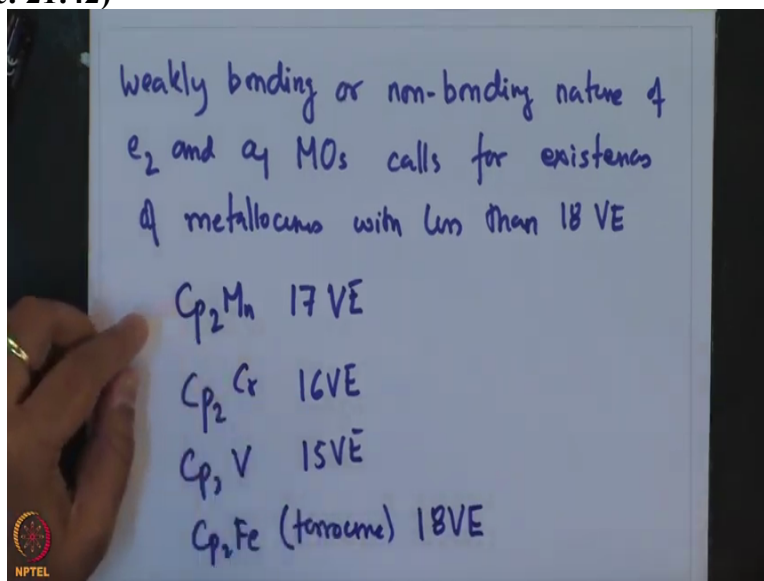 Weakly bonding or non-bonding nature of
e₂ and a₁ MOs calls for existence
of metallocenes with less than 18 VE
Cp₂Mn 17 VE
Cp₂Cr 16VE
Cp₂V 15VE
Cp₂Fe (ferrocene) 18VE
NPTEL